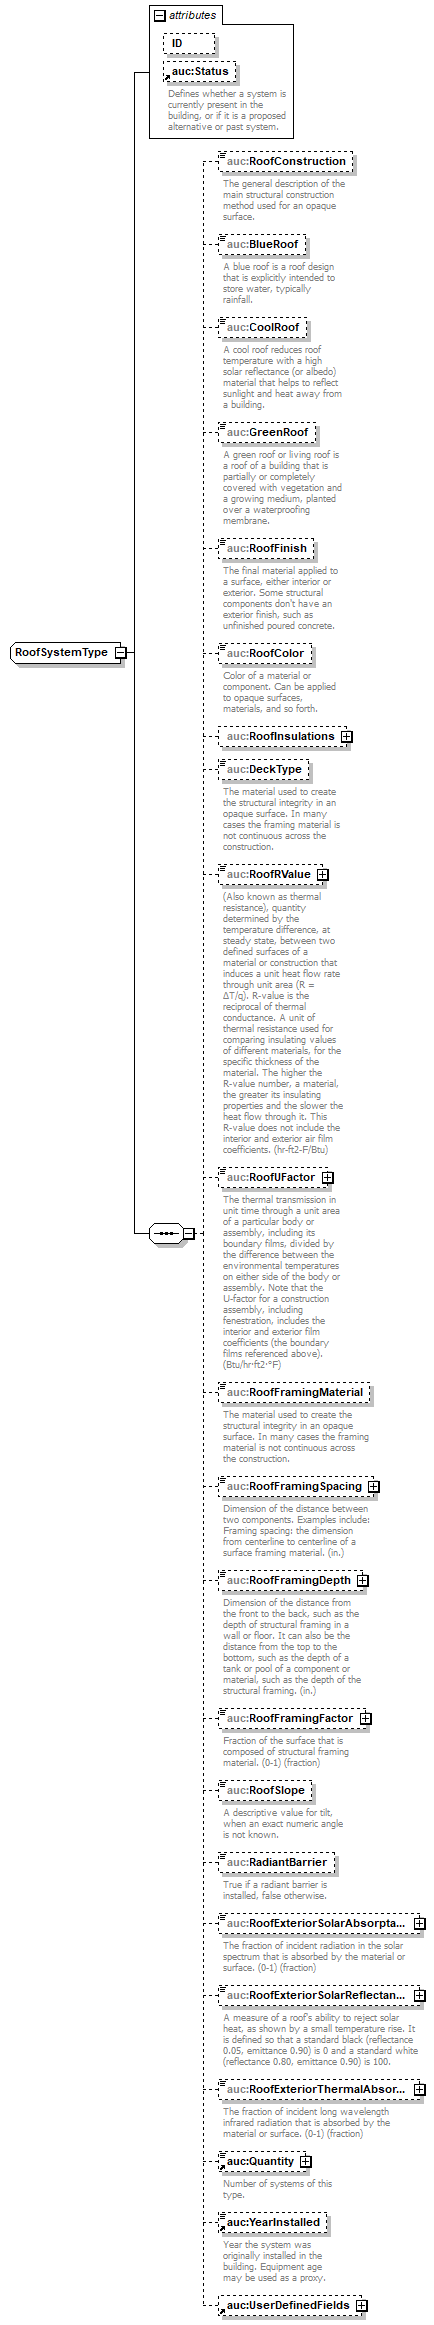 attributes
ID
auc:Status
Defines whether a system is
currently present in the
building, or if it is a proposed
alternative or past system.
auc:RoofConstruction
The general description of the
main structural construction
method used for an opaque
surface.
auc:BlueRoof
A blue roof is a roof design
that is explicitly intended to
store water, typically
rainfall.
auc:CoolRoof
A cool roof reduces roof
temperature with a high
solar reflectance (or albedo)
material that helps to reflect
sunlight and heat away from
a building.
auc:GreenRoof
A green roof or living roof is
a roof of a building that is
partially or completely
covered with vegetation and
a growing medium, planted
over a waterproofing
membrane.
auc:RoofFinish
The final material applied to
a surface, either interior or
exterior. Some structural
components don't have an
exterior finish, such as
unfinished poured concrete.
RoofSystemType
auc:RoofColor
Color of a material or
component. Can be applied
to opaque surfaces,
materials, and so forth.
auc:RoofInsulations
auc:DeckType
The material used to create
the structural integrity in an
opaque surface. In many
cases the framing material is
not continuous across the
construction.
auc:RoofRValue
(Also known as thermal
resistance), quantity
determined by the
temperature difference, at
steady state, between two
defined surfaces of a
material or construction that
induces a unit heat flow rate
through unit area (R =
ΔT/q). R-value is the
reciprocal of thermal
conductance. A unit of
thermal resistance used for
comparing insulating values
of different materials, for the
specific thickness of the
material. The higher the
R-value number, a material,
the greater its insulating
properties and the slower the
heat flow through it. This
R-value does not include the
interior and exterior air film
coefficients. (hr-ft2-F/Btu)
auc:RoofUFactor
The thermal transmission in
unit time through a unit area
of a particular body or
assembly, including its
boundary films, divided by
the difference between the
environmental temperatures
on either side of the body or
assembly. Note that the
U-factor for a construction
assembly, including
fenestration, includes the
interior and exterior film
coefficients (the boundary
films referenced above).
(Btu/hr·ft2·°F)
auc:RoofFramingMaterial
The material used to create the
structural integrity in an opaque
surface. In many cases the framing
material is not continuous across
the construction.
auc:RoofFramingSpacing
Dimension of the distance between
two components. Examples include:
Framing spacing: the dimension
from centerline to centerline of a
surface framing material. (in.)
auc:RoofFramingDepth
Dimension of the distance from
the front to the back, such as the
depth of structural framing in a
wall or floor. It can also be the
distance from the top to the
bottom, such as the depth of a
tank or pool of a component or
material, such as the depth of the
structural framing. (in.)
auc:RoofFramingFactor
Fraction of the surface that is
composed of structural framing
material. (0-1) (fraction)
auc:RoofSlope
A descriptive value for tilt,
when an exact numeric angle
is not known.
auc:RadiantBarrier
True if a radiant barrier is
installed, false otherwise.
auc:RoofExteriorSolarAbsorpta...
The fraction of incident radiation in the solar
spectrum that is absorbed by the material or
surface. (0-1) (fraction)
auc:RoofExteriorSolarReflectan...
A measure of a roof's ability to reject solar
heat, as shown by a small temperature rise. It
is defined so that a standard black (reflectance
0.05, emittance 0.90) is 0 and a standard white
(reflectance 0.80, emittance 0.90) is 100.
auc:RoofExteriorThermalAbsor...
The fraction of incident long wavelength
infrared radiation that is absorbed by the
material or surface. (0-1) (fraction)
auc:Quantity
Number of systems of this
type.
auc:YearInstalled
Year the system was
originally installed in the
building. Equipment age
may be used as a proxy.
auc:UserDefinedFields